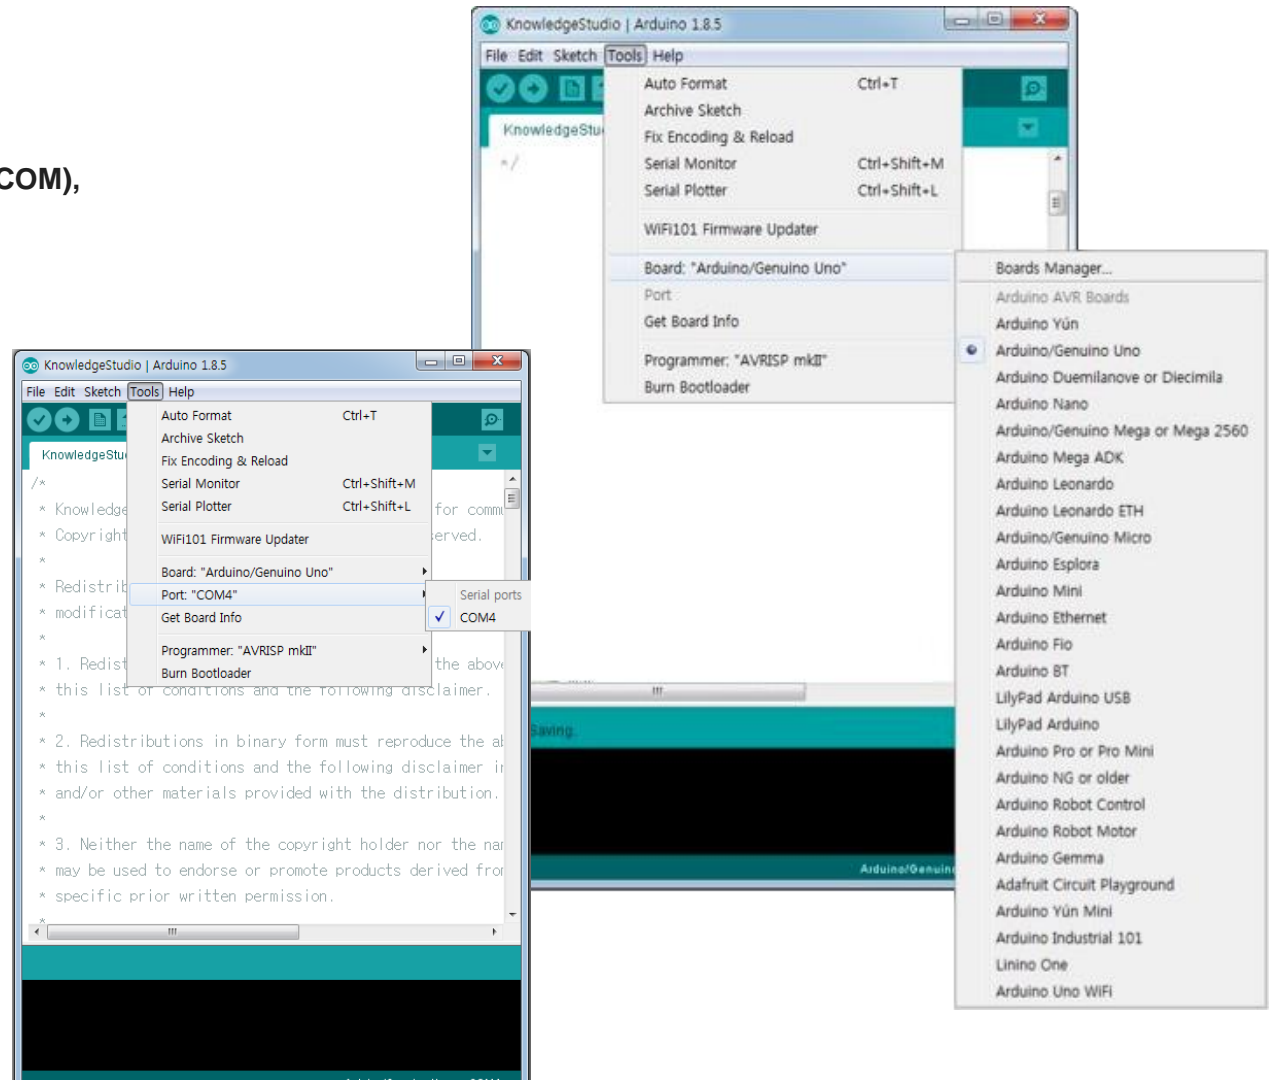 COM),
KnowledgeStudio | Arduino 1.8.5
File Edit Sketch Tools Help
Auto Format Ctrl+T
Archive Sketch
Fix Encoding & Reload
Serial Monitor Ctrl+Shift+M
Serial Plotter Ctrl+Shift+L
WiFi101 Firmware Updater
Board: "Arduino/Genuino Uno"
Port
Get Board Info
Programmer: "AVRISP mkII"
Burn Bootloader
KnowledgeStu
*/
Boards Manager...
Arduino AVR Boards
Arduino Yún
Arduino/Genuino Uno
Arduino Duemilanove or Diecimila
Arduino Nano
Arduino/Genuino Mega or Mega 2560
Arduino Mega ADK
Arduino Leonardo
Arduino Leonardo ETH
Arduino/Genuino Micro
Arduino Esplora
Arduino Mini
Arduino Ethernet
Arduino Fio
Arduino BT
LilyPad Arduino USB
LilyPad Arduino
Arduino Pro or Pro Mini
Arduino NG or older
Arduino Robot Control
Arduino Robot Motor
Arduino Gemma
Adafruit Circuit Playground
Arduino Yún Mini
Arduino Industrial 101
Linino One
Arduino Uno WiFi
Saving.
Arduino/Genuino
KnowledgeStudio | Arduino 1.8.5
File Edit Sketch Tools Help
Auto Format Ctrl+T
Archive Sketch
Fix Encoding & Reload
Serial Monitor Ctrl+Shift+M
Serial Plotter Ctrl+Shift+L
WiFi101 Firmware Updater
Board: "Arduino/Genuino Uno"
Port: "COM4"
Get Board Info
Programmer: "AVRISP mkII"
Burn Bootloader
Serial ports
COM4
KnowledgeStu
/*
* Knowledge for commu
* Copyright erved.
*
* Redistrib
* modificat
*
* 1. Redist the above
* this list of conditions and the following disclaimer.
*
* 2. Redistributions in binary form must reproduce the ab
* this list of conditions and the following disclaimer in
* and/or other materials provided with the distribution.
*
* 3. Neither the name of the copyright holder nor the nam
* may be used to endorse or promote products derived from
* specific prior written permission.
*